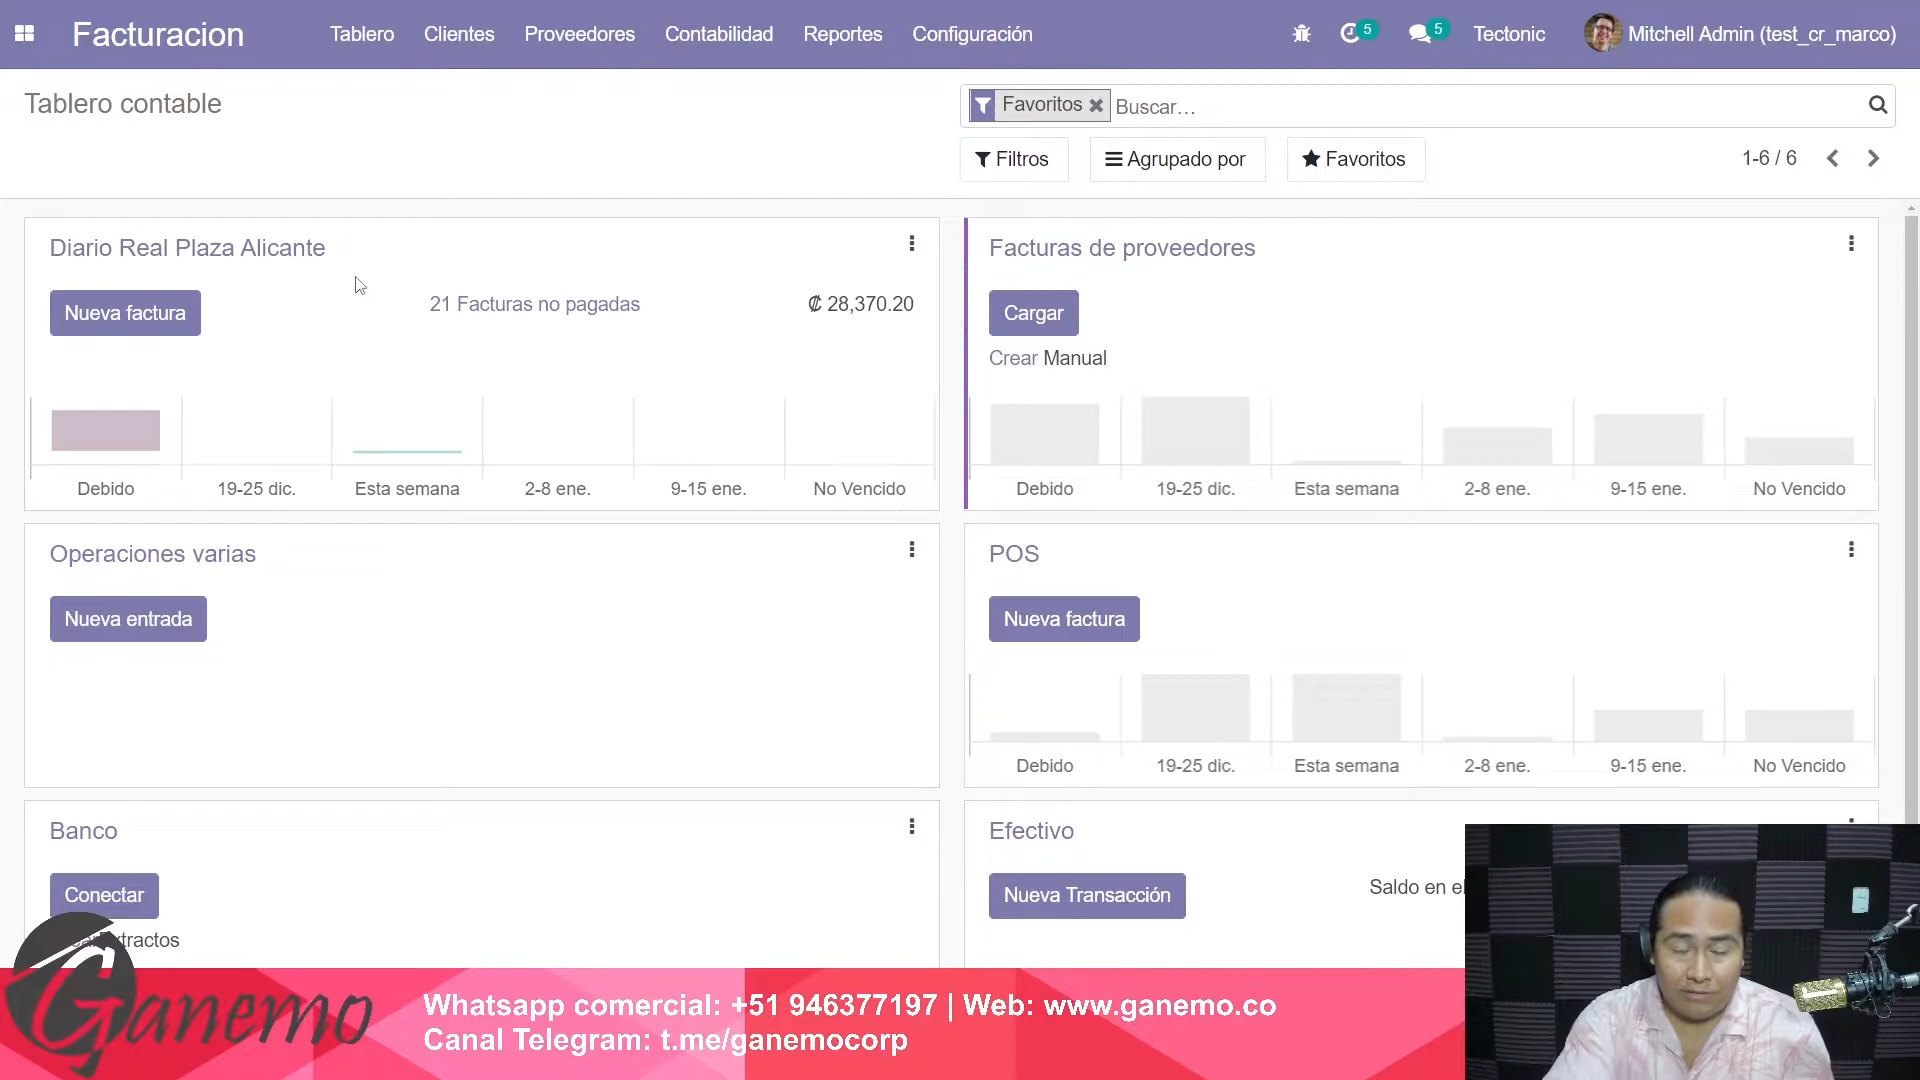 Facturacion Tablero Clientes Proveedores Contabilidad Reportes Configuración 5 5 Tectonic Mitchell Admin (test_cr_marco)
Tablero contable
Favoritos Buscar...
Filtros Agrupado por Favoritos 1-6 / 6
Diario Real Plaza Alicante
Nueva factura 21 Facturas no pagadas ₡ 28,370.20
Debido 19-25 dic. Esta semana 2-8 ene. 9-15 ene. No Vencido
Facturas de proveedores
Cargar
Crear Manual
Debido 19-25 dic. Esta semana 2-8 ene. 9-15 ene. No Vencido
Operaciones varias
Nueva entrada
POS
Nueva factura
Debido 19-25 dic. Esta semana 2-8 ene. 9-15 ene. No Vencido
Banco
Conectar
Efectivo
Nueva Transacción Saldo en el
Ganemo
Whatsapp comercial: +51 946377197 | Web: www.ganemo.co
Canal Telegram: t.me/ganemocorp